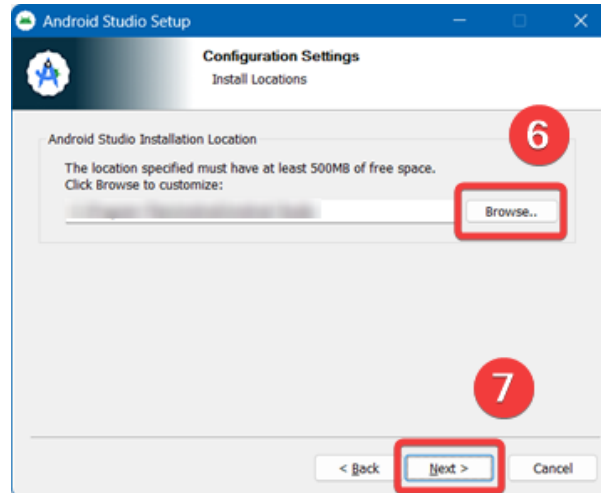 Android Studio Setup
Configuration Settings
Install Locations
6
Android Studio Installation Location
The location specified must have at least 500MB of free space.
Click Browse to customize:
Browse..
7
< Back
Next >
Cancel